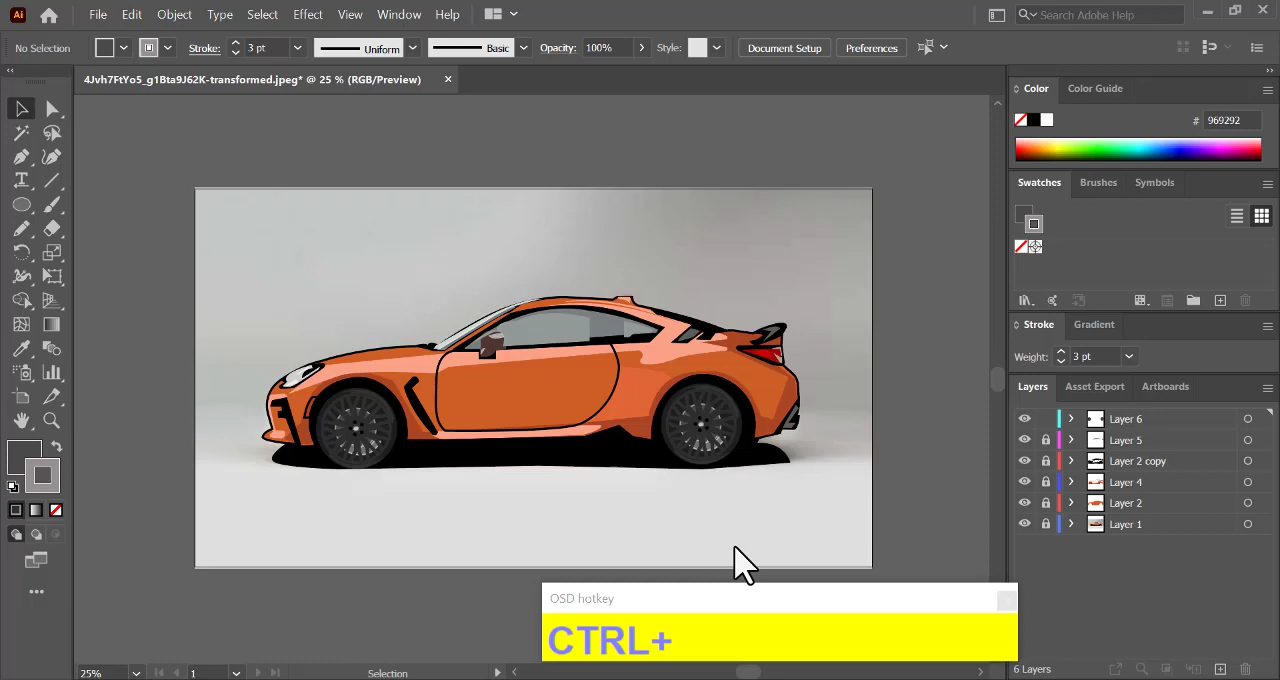 Ai File Edit Object Type Select Effect View Window Help Search Adobe Help
No Selection Stroke: 3 pt Uniform Basic Opacity: 100% Style: Document Setup Preferences
4Jvh7FtYo5_g1Bta9J62K-transformed.jpeg* @ 25 % (RGB/Preview)
Color Color Guide
# 969292
Swatches Brushes Symbols
Stroke Gradient
Weight: 3 pt
Layers Asset Export Artboards
Layer 6
Layer 5
Layer 2 copy
Layer 4
Layer 2
Layer 1
OSD hotkey
CTRL+
25% 1 Selection 6 Layers